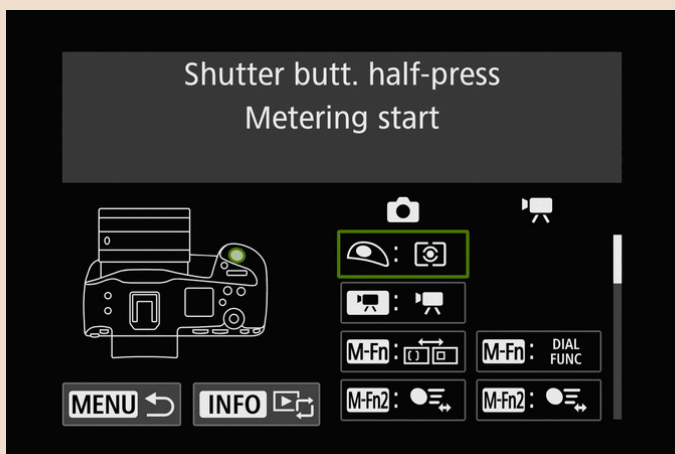 Shutter butt. half-press
Metering start
:
:
M-Fn :
M-Fn : DIAL FUNC
M-Fn2 :
M-Fn2 :
MENU
INFO